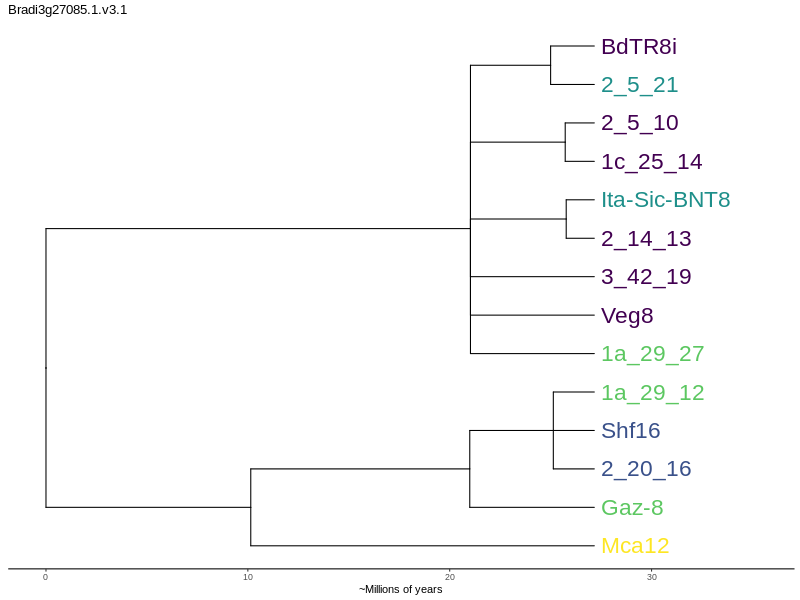 Bradi3g27085.1.v3.1
BdTR8i
2_5_21
2_5_10
1c_25_14
Ita-Sic-BNT8
2_14_13
3_42_19
Veg8
1a_29_27
1a_29_12
Shf16
2_20_16
Gaz-8
Mca12
0 10 20 30
~Millions of years